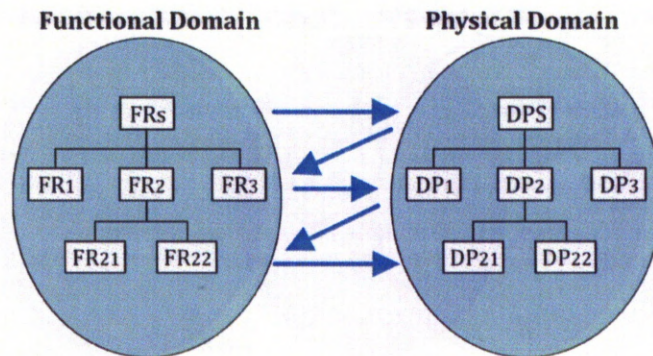 Functional Domain Physical Domain
FRs DPS
FR1 FR2 FR3 DP1 DP2 DP3
FR21 FR22 DP21 DP22